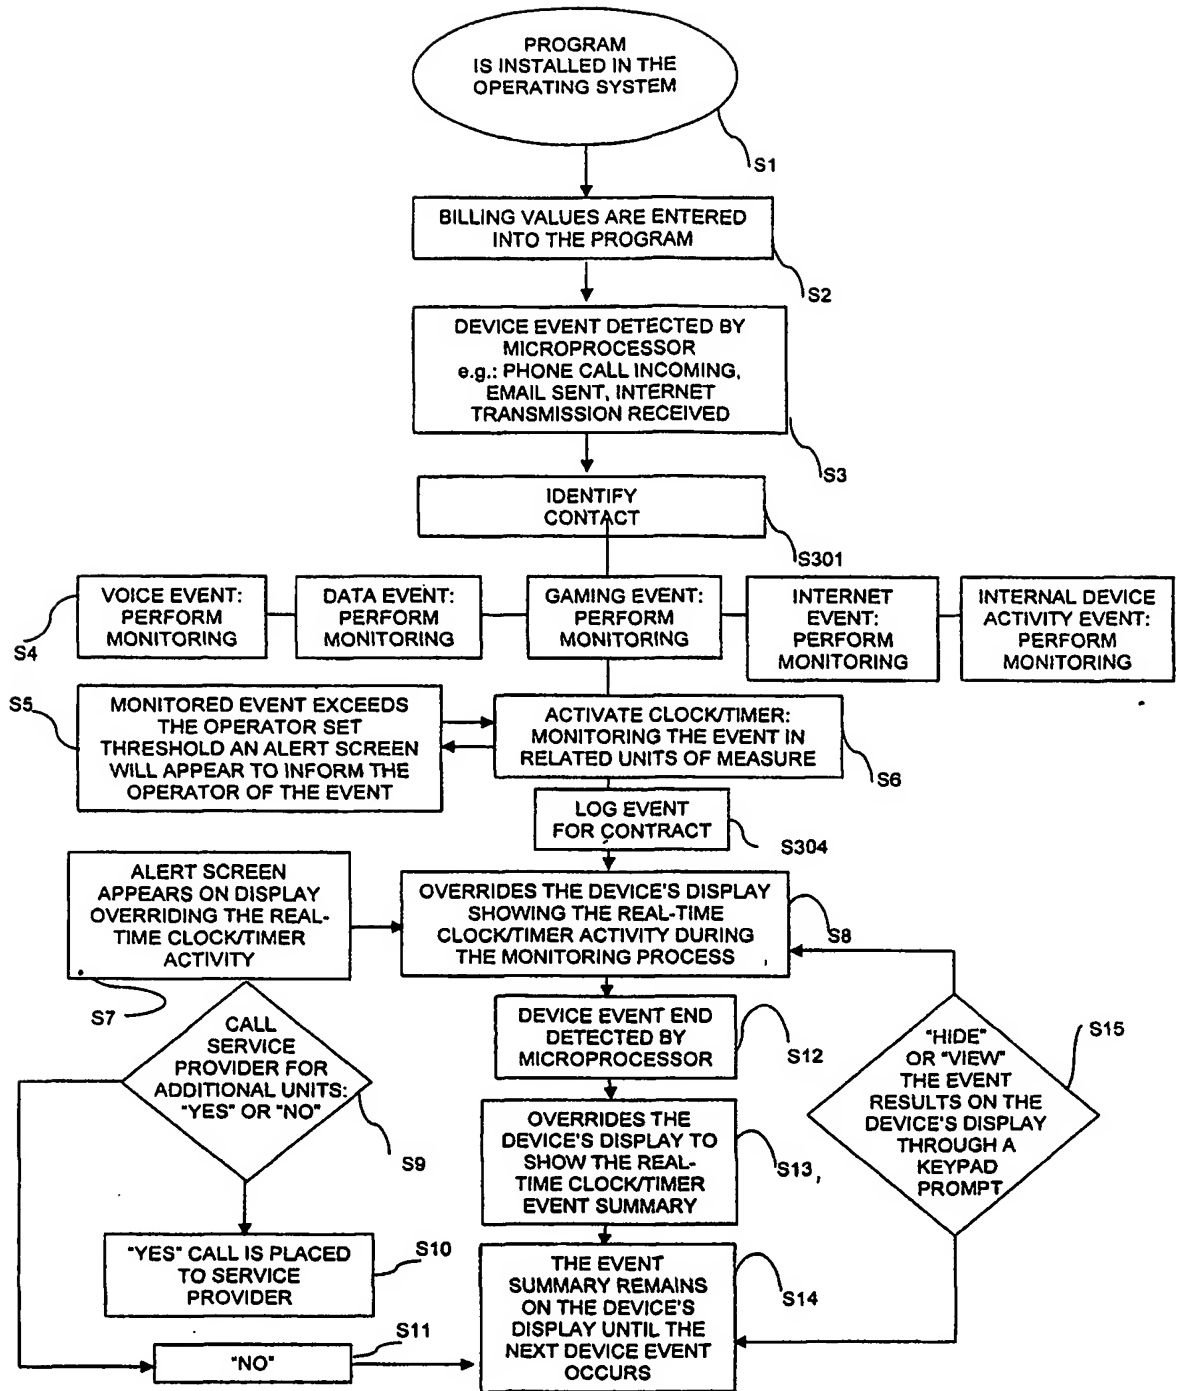 PROGRAM
IS INSTALLED IN THE
OPERATING SYSTEM
S1
BILLING VALUES ARE ENTERED
INTO THE PROGRAM
S2
DEVICE EVENT DETECTED BY
MICROPROCESSOR
e.g.: PHONE CALL INCOMING,
EMAIL SENT, INTERNET
TRANSMISSION RECEIVED
S3
IDENTIFY
CONTACT
S301
VOICE EVENT:
PERFORM
MONITORING
S4
DATA EVENT:
PERFORM
MONITORING
GAMING EVENT:
PERFORM
MONITORING
INTERNET
EVENT:
PERFORM
MONITORING
INTERNAL DEVICE
ACTIVITY EVENT:
PERFORM
MONITORING
S5
MONITORED EVENT EXCEEDS
THE OPERATOR SET
THRESHOLD AN ALERT SCREEN
WILL APPEAR TO INFORM THE
OPERATOR OF THE EVENT
ACTIVATE CLOCK/TIMER:
MONITORING THE EVENT IN
RELATED UNITS OF MEASURE
S6
LOG EVENT
FOR CONTRACT
S304
ALERT SCREEN
APPEARS ON DISPLAY
OVERRIDING THE REAL-
TIME CLOCK/TIMER
ACTIVITY
S7
OVERRIDES THE DEVICE'S DISPLAY
SHOWING THE REAL-TIME
CLOCK/TIMER ACTIVITY DURING
THE MONITORING PROCESS
S8
CALL
SERVICE
PROVIDER FOR
ADDITIONAL UNITS:
"YES" OR "NO"
S9
DEVICE EVENT END
DETECTED BY
MICROPROCESSOR
S12
"HIDE"
OR "VIEW"
THE EVENT
RESULTS ON THE
DEVICE'S DISPLAY
THROUGH A
KEYPAD
PROMPT
S15
OVERRIDES THE
DEVICE'S DISPLAY TO
SHOW THE REAL-
TIME CLOCK/TIMER
EVENT SUMMARY
S13,
"YES" CALL IS PLACED
TO SERVICE
PROVIDER
S10
THE EVENT
SUMMARY REMAINS
ON THE DEVICE'S
DISPLAY UNTIL THE
NEXT DEVICE EVENT
OCCURS
S14
"NO"
S11